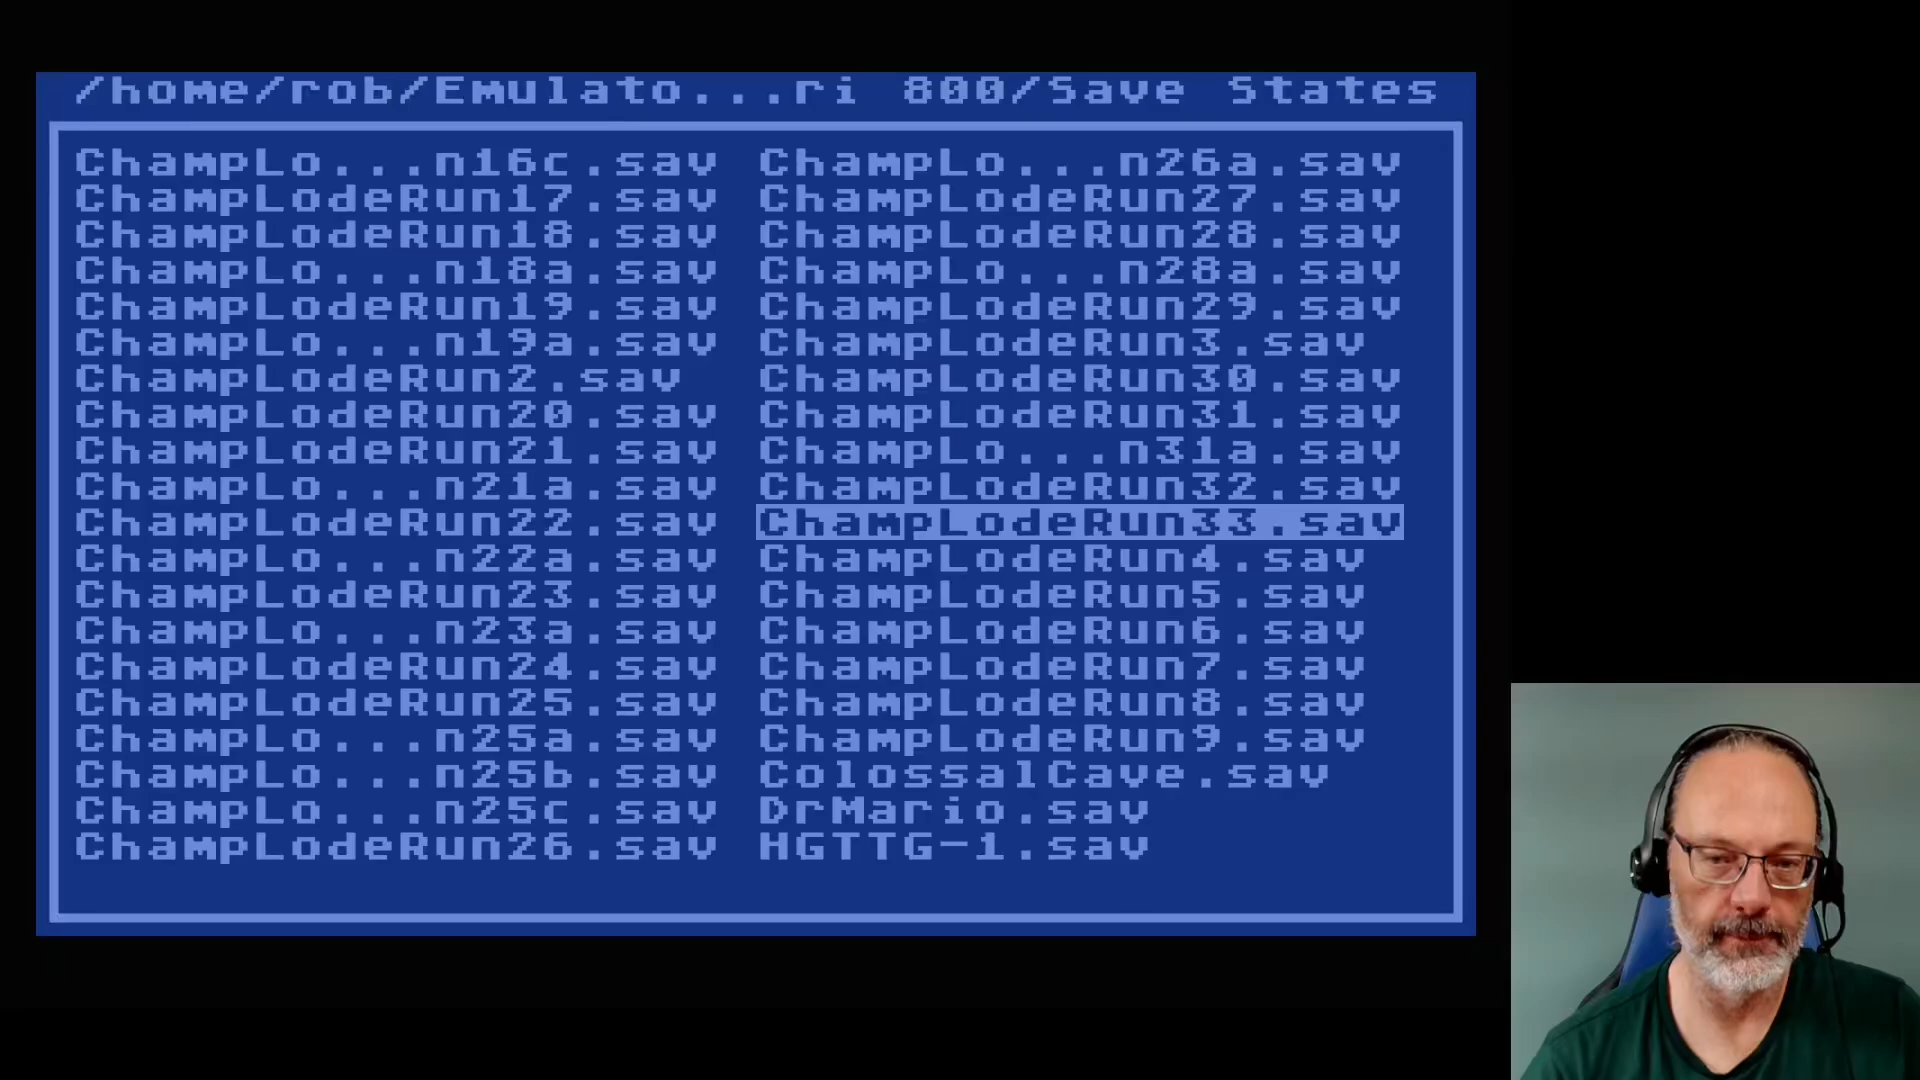 /home/rob/Emulato...ri 800/Save States
ChampLo...n16c.sav ChampLo...n26a.sav
ChampLodeRun17.sav ChampLodeRun27.sav
ChampLodeRun18.sav ChampLodeRun28.sav
ChampLo...n18a.sav ChampLo...n28a.sav
ChampLodeRun19.sav ChampLodeRun29.sav
ChampLo...n19a.sav ChampLodeRun3.sav
ChampLodeRun2.sav ChampLodeRun30.sav
ChampLodeRun20.sav ChampLodeRun31.sav
ChampLodeRun21.sav ChampLo...n31a.sav
ChampLo...n21a.sav ChampLodeRun32.sav
ChampLodeRun22.sav ChampLodeRun33.sav
ChampLo...n22a.sav ChampLodeRun4.sav
ChampLodeRun23.sav ChampLodeRun5.sav
ChampLo...n23a.sav ChampLodeRun6.sav
ChampLodeRun24.sav ChampLodeRun7.sav
ChampLodeRun25.sav ChampLodeRun8.sav
ChampLo...n25a.sav ChampLodeRun9.sav
ChampLo...n25b.sav ColossalCave.sav
ChampLo...n25c.sav DrMario.sav
ChampLodeRun26.sav HGTTG-1.sav